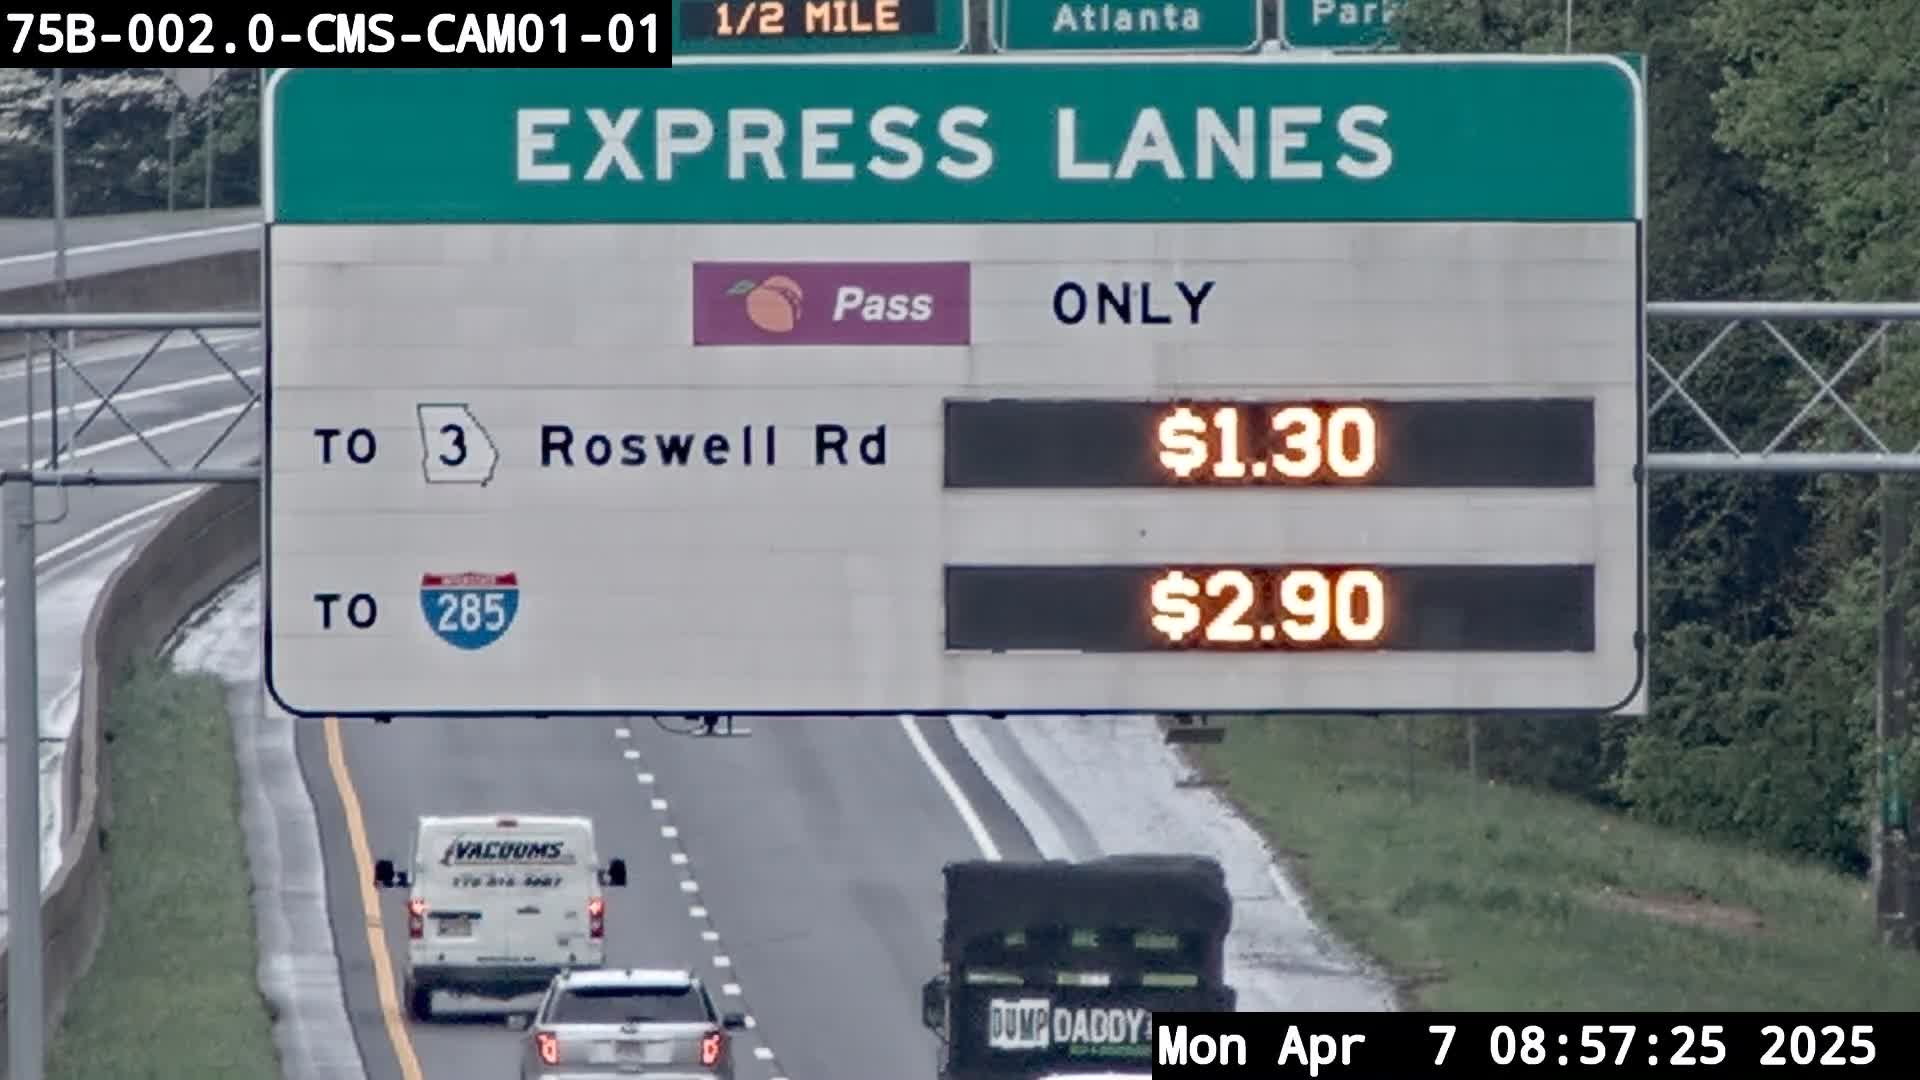 75B-002.0-CMS-CAM01-01
1/2 MILE
Atlanta
EXPRESS LANES
Pass ONLY
TO 3 Roswell Rd $1.30
TO 285 $2.90
VACUUMS
DUMP DADDY
Mon Apr 7 08:57:25 2025